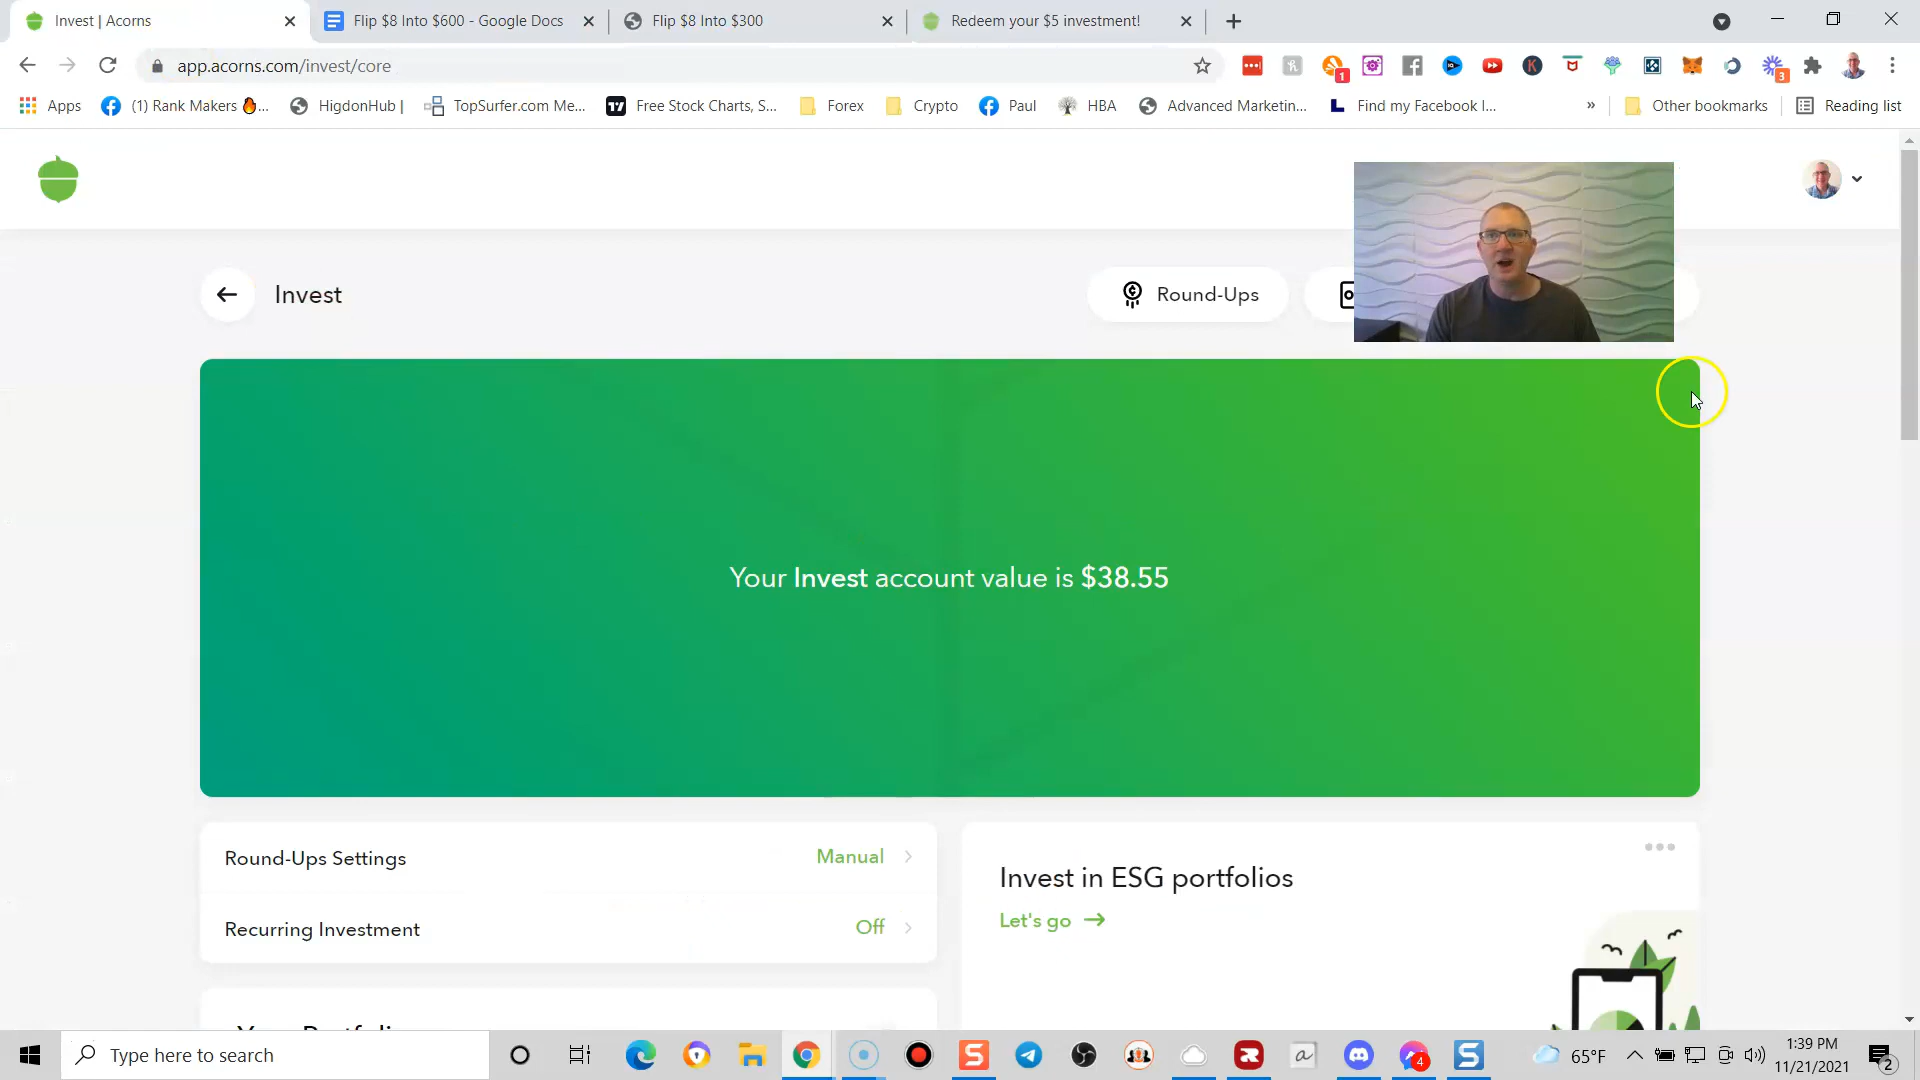 Invest | Acorns
Flip $8 Into $600 - Google Docs
Flip $8 Into $300
Redeem your $5 investment!
app.acorns.com/invest/core
1
3
Apps
(1) Rank Makers🔥...
HigdonHub |
TopSurfer.com Me...
Free Stock Charts, S...
Forex
Crypto
Paul
HBA
Advanced Marketin...
Find my Facebook I...
»
Other bookmarks
Reading list
Invest
Round-Ups
Your Invest account value is $38.55
Round-Ups Settings
Manual
Recurring Investment
Off
Invest in ESG portfolios
Let's go →
Type here to search
4
65°F
1:39 PM
11/21/2021
2